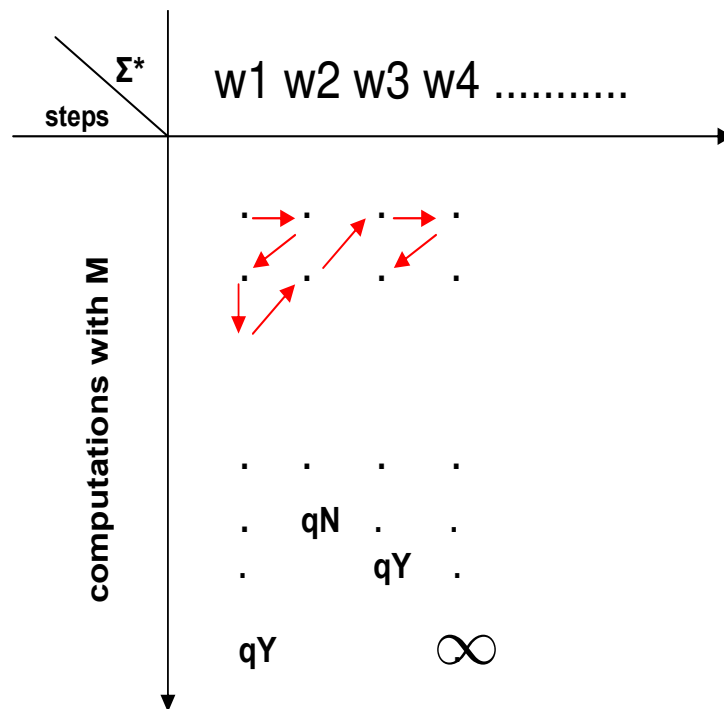 Σ*
w1 w2 w3 w4 ...........
steps
computations with M
. . . .
. . . .
. . . .
. qN . .
. qY .
qY ∞